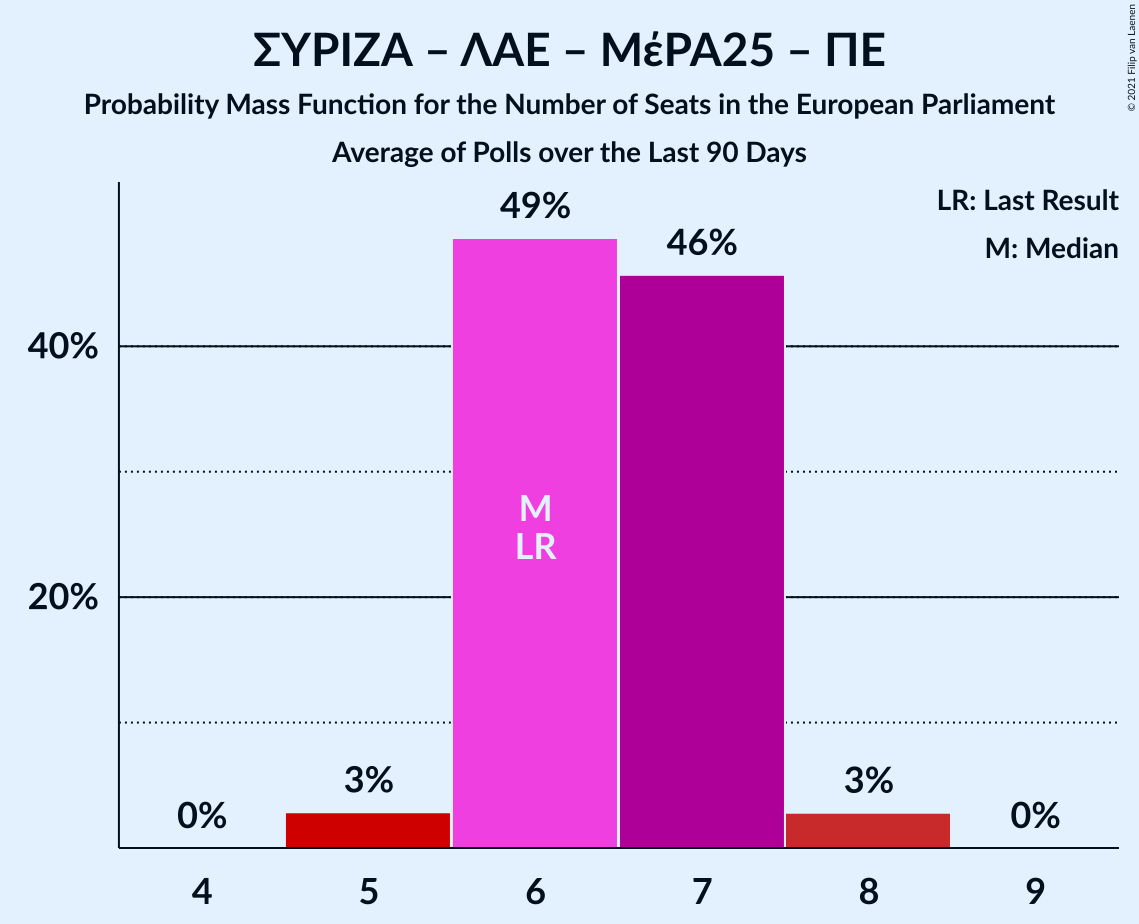 ΣΥΡΙΖΑ – ΛΑΕ – ΜέΡΑ25 – ΠΕ
Probability Mass Function for the Number of Seats in the European Parliament
Average of Polls over the Last 90 Days
© 2021 Filip van Laenen
LR: Last Result
M: Median
49%
46%
40%
M
LR
20%
3%
3%
0%
0%
4 5 6 7 8 9